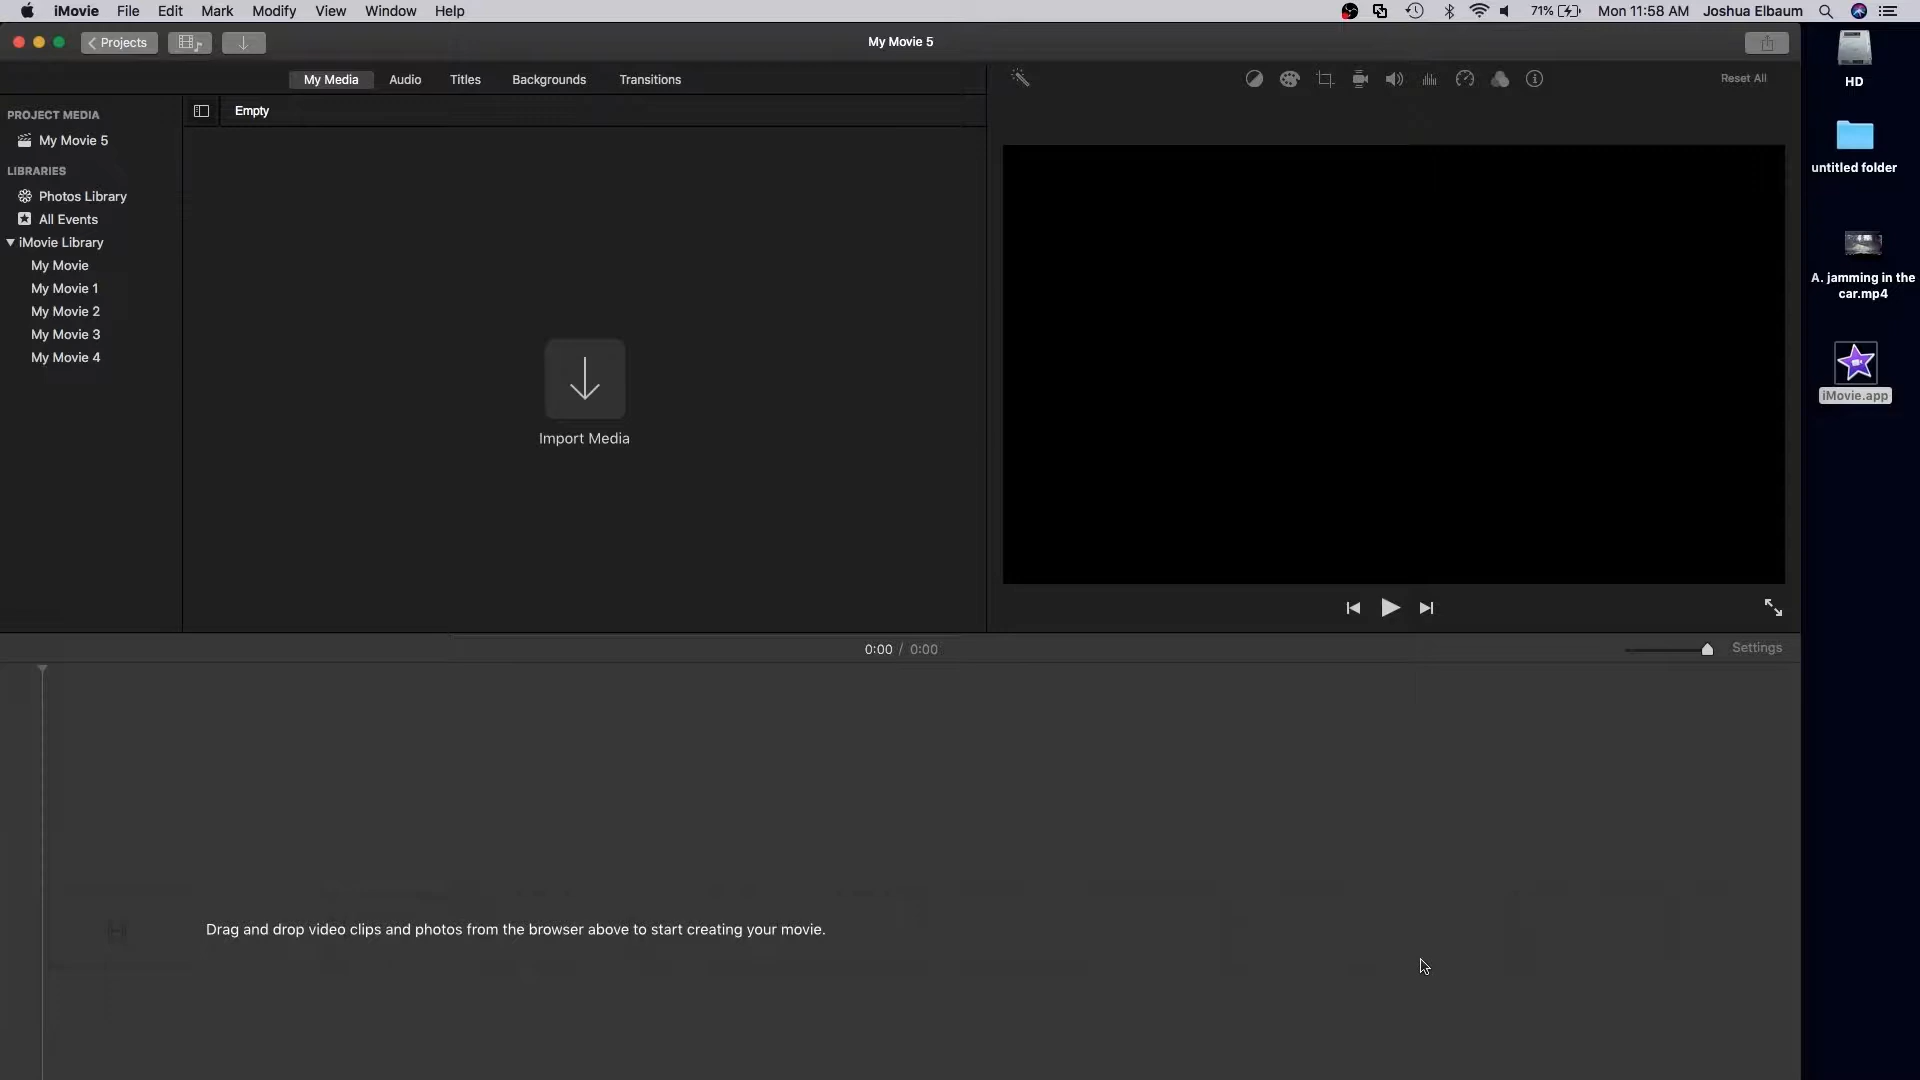 iMovie File Edit Mark Modify View Window Help
71% Mon 11:58 AM Joshua Elbaum
Projects
My Movie 5
My Media Audio Titles Backgrounds Transitions
Reset All
PROJECT MEDIA
My Movie 5
LIBRARIES
Photos Library
All Events
iMovie Library
My Movie
My Movie 1
My Movie 2
My Movie 3
My Movie 4
Empty
Import Media
0:00 / 0:00
Settings
Drag and drop video clips and photos from the browser above to start creating your movie.
HD
untitled folder
A. jamming in the
car.mp4
iMovie.app